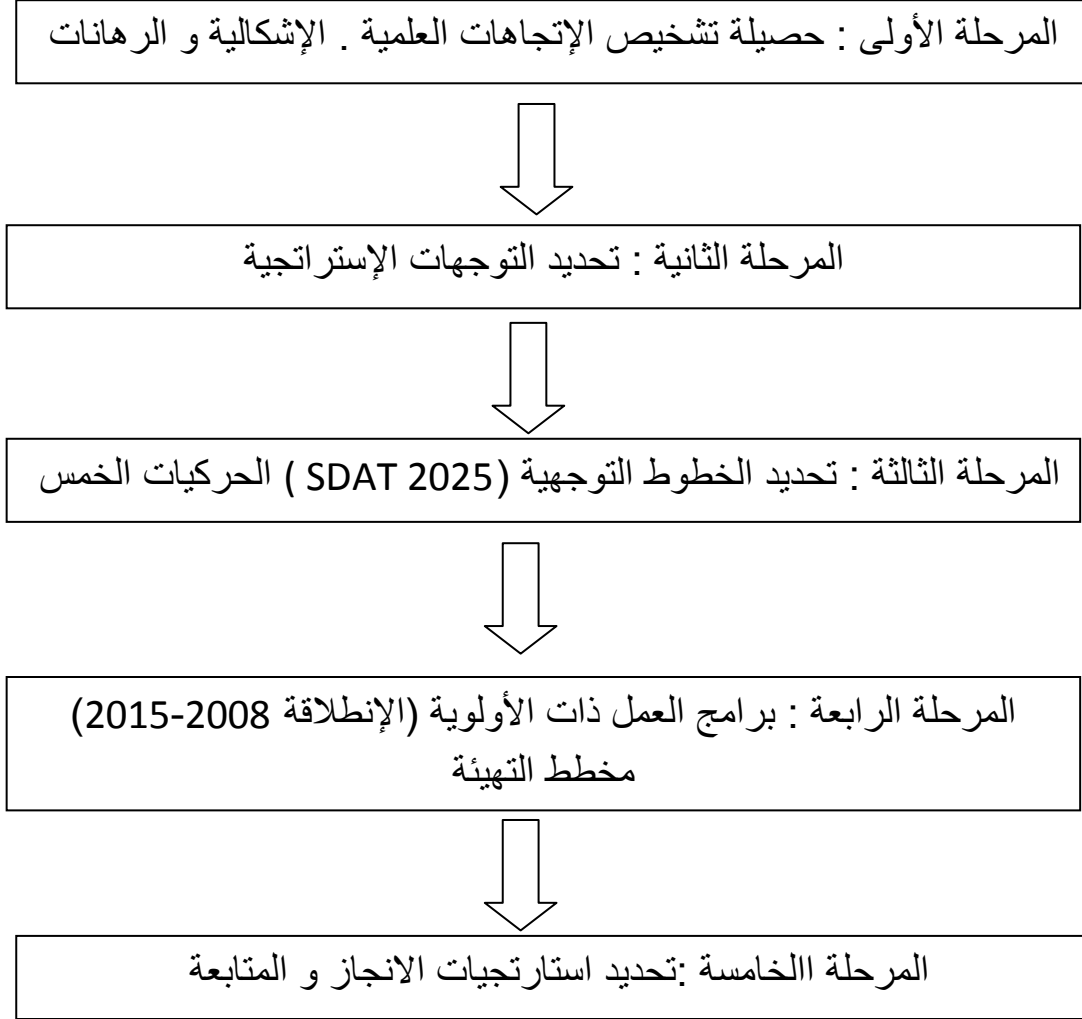 المرحلة الأولى : حصيلة تشخيص الإتجاهات العلمية . الإشكالية و الرهانات
المرحلة الثانية : تحديد التوجهات الإستراتجية
المرحلة الثالثة : تحديد الخطوط التوجهية (SDAT 2025 ) الحركيات الخمس
المرحلة الرابعة : برامج العمل ذات الأولوية (الإنطلاقة 2008-2015)
مخطط التهيئة
المرحلة االخامسة :تحديد استارتجيات الانجاز و المتابعة